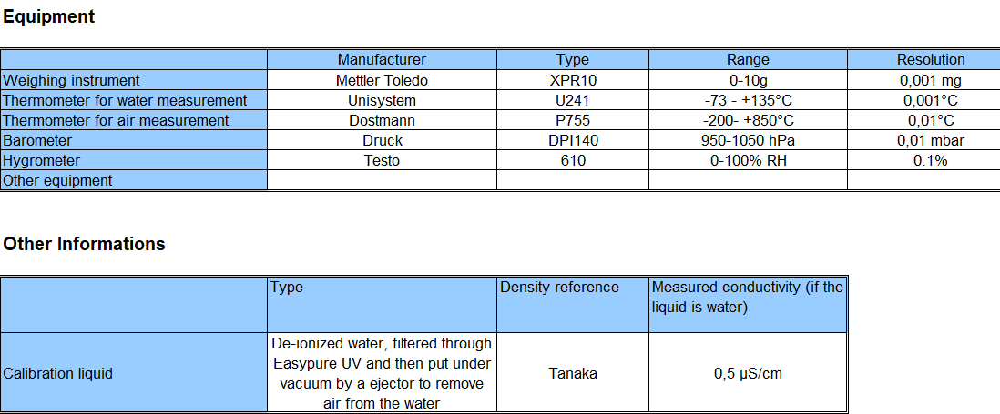 Equipment
Manufacturer Type Range Resolution
Weighing instrument Mettler Toledo XPR10 0-10g 0,001 mg
Thermometer for water measurement Unisystem U241 -73 - +135°C 0,001°C
Thermometer for air measurement Dostmann P755 -200- +850°C 0,01°C
Barometer Druck DPI140 950-1050 hPa 0,01 mbar
Hygrometer Testo 610 0-100% RH 0.1%
Other equipment
Other Informations
Type Density reference Measured conductivity (if the
liquid is water)
Calibration liquid
De-ionized water, filtered through
Easypure UV and then put under
vacuum by a ejector to remove
air from the water
Tanaka
0,5 µS/cm